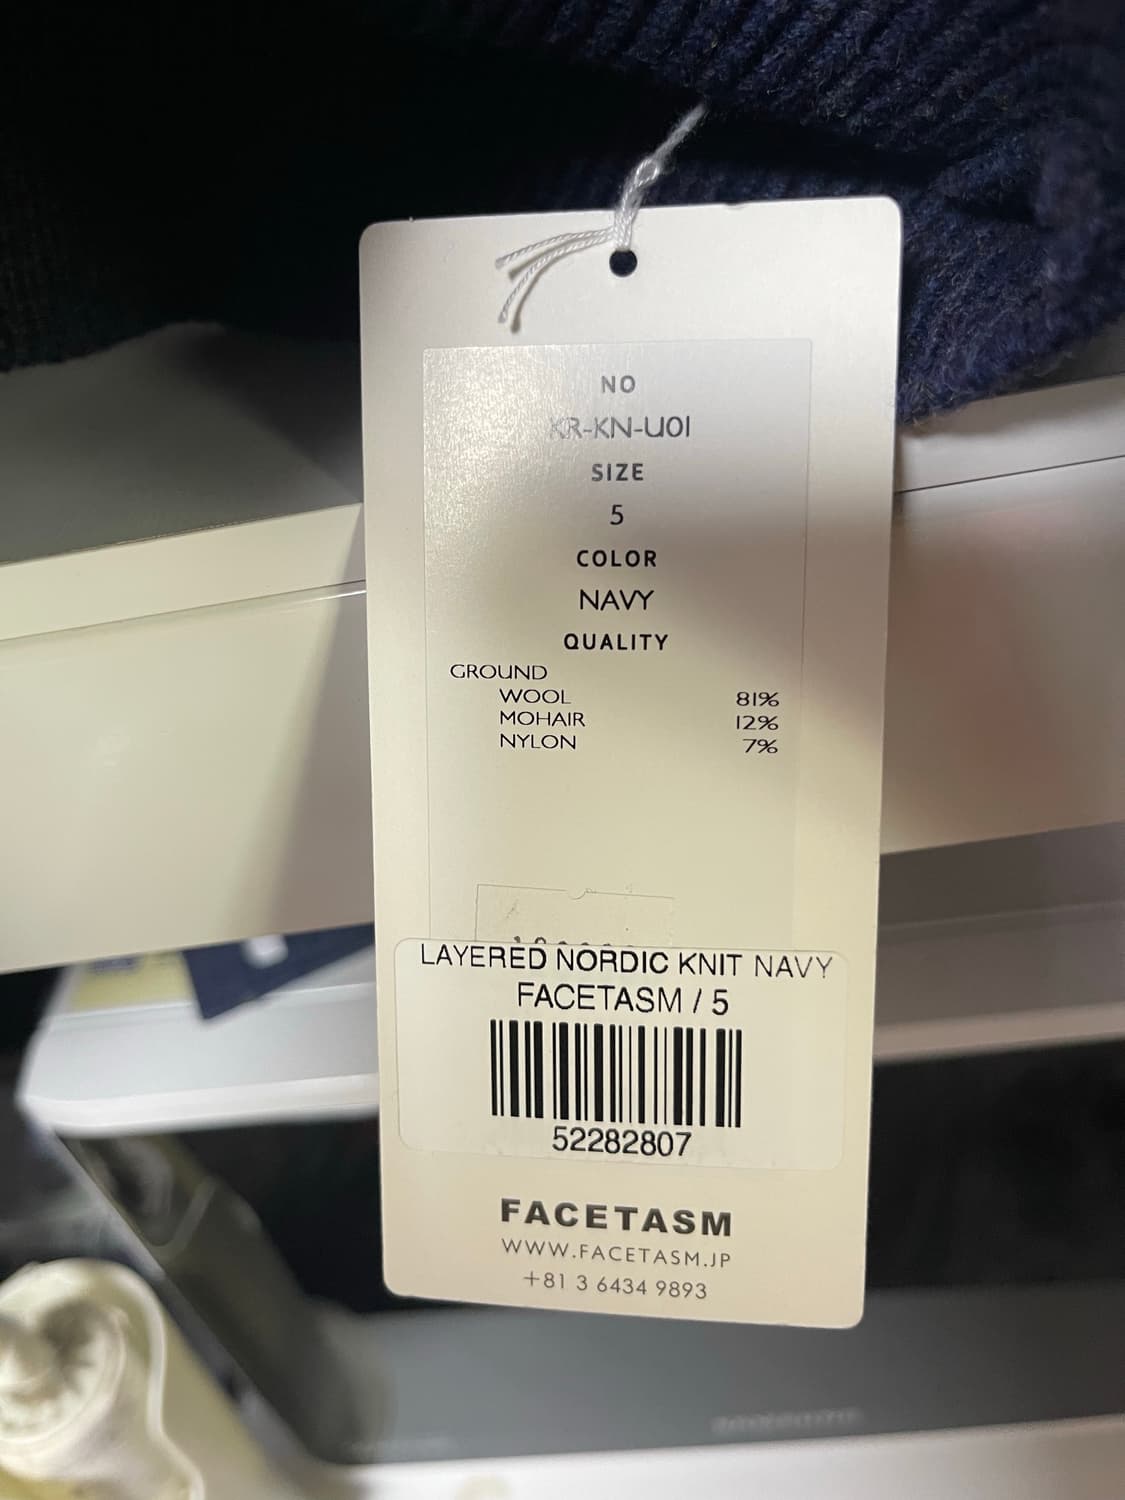 NO
KR-KN-U01
SIZE
5
COLOR
NAVY
QUALITY
GROUND
WOOL 81%
MOHAIR 12%
NYLON 7%
LAYERED NORDIC KNIT NAVY
FACETASM / 5
52282807
FACETASM
WWW.FACETASM.JP
+81 3 6434 9893